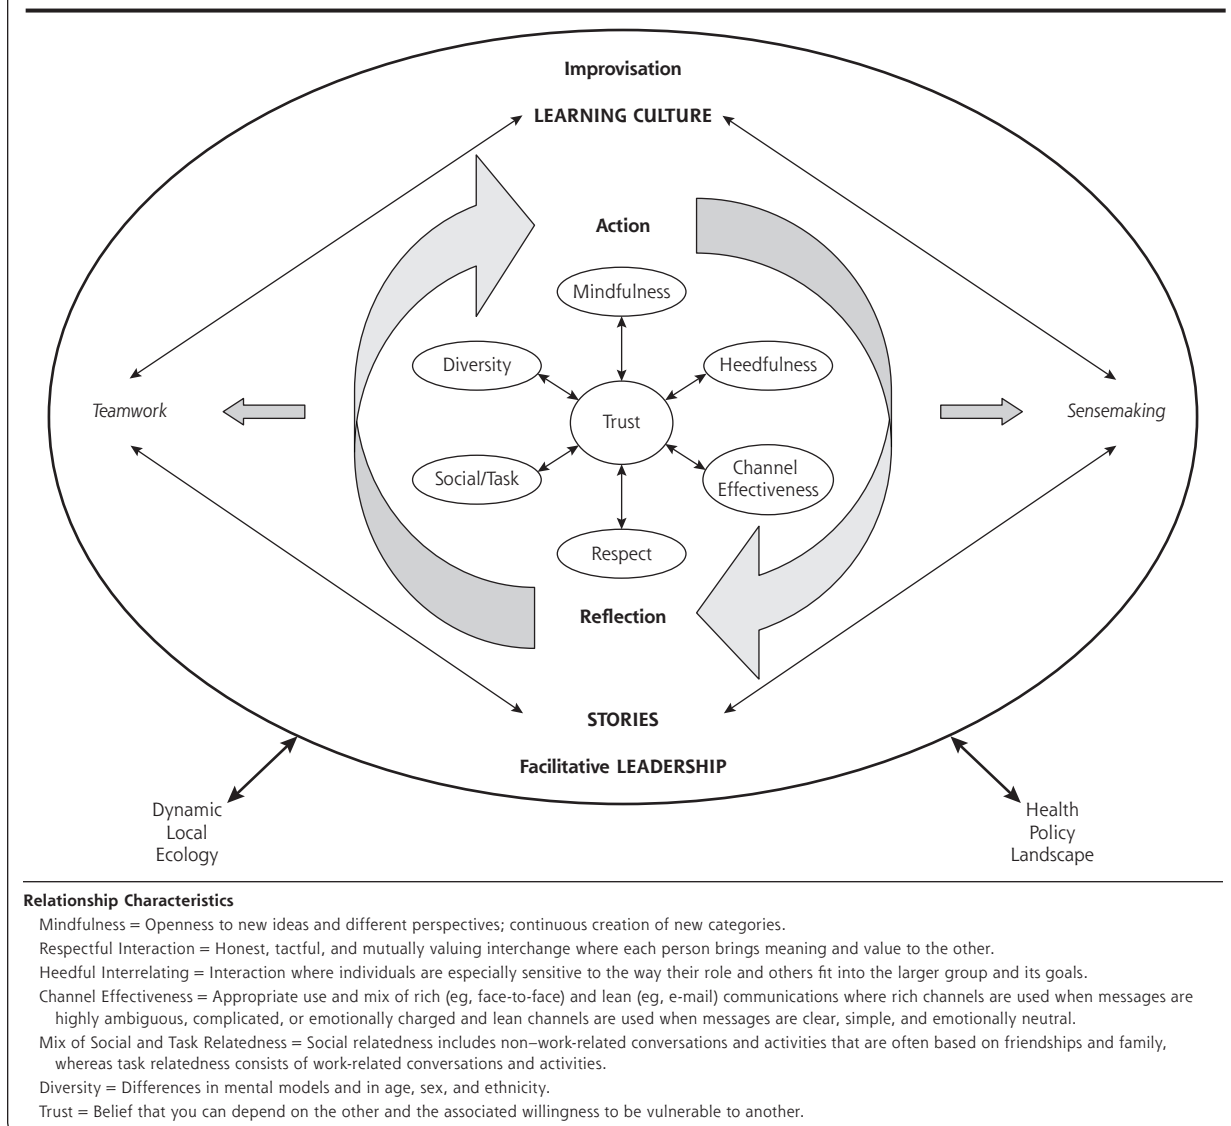 Improvisation
LEARNING CULTURE
Action
Mindfulness
Diversity
Heedfulness
Teamwork
Trust
Sensemaking
Social/Task
Channel
Effectiveness
Respect
Reflection
STORIES
Facilitative LEADERSHIP
Dynamic
Local
Ecology
Health
Policy
Landscape
Relationship Characteristics
Mindfulness = Openness to new ideas and different perspectives; continuous creation of new categories.
Respectful Interaction = Honest, tactful, and mutually valuing interchange where each person brings meaning and value to the other.
Heedful Interrelating = Interaction where individuals are especially sensitive to the way their role and others fit into the larger group and its goals.
Channel Effectiveness = Appropriate use and mix of rich (eg, face-to-face) and lean (eg, e-mail) communications where rich channels are used when messages are
highly ambiguous, complicated, or emotionally charged and lean channels are used when messages are clear, simple, and emotionally neutral.
Mix of Social and Task Relatedness = Social relatedness includes non–work-related conversations and activities that are often based on friendships and family,
whereas task relatedness consists of work-related conversations and activities.
Diversity = Differences in mental models and in age, sex, and ethnicity.
Trust = Belief that you can depend on the other and the associated willingness to be vulnerable to another.